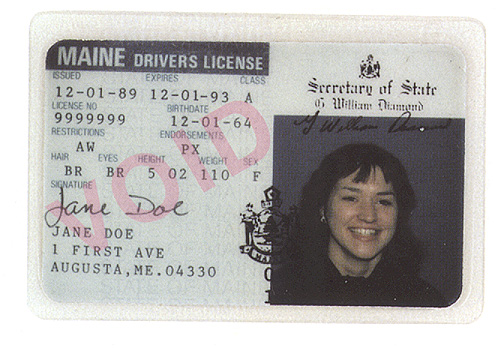 MAINE DRIVERS LICENSE
ISSUED EXPIRES CLASS
12-01-89 12-01-93 A
LICENSE NO BIRTHDATE
9999999 12-01-64
RESTRICTIONS ENDORSEMENTS
AW PX
HAIR EYES HEIGHT WEIGHT SEX
BR BR 5 02 110 F
SIGNATURE
Jane Doe
JANE DOE
1 FIRST AVE
AUGUSTA,ME.04330
VOID
Secretary of State
G William Diamond
G William Diamond